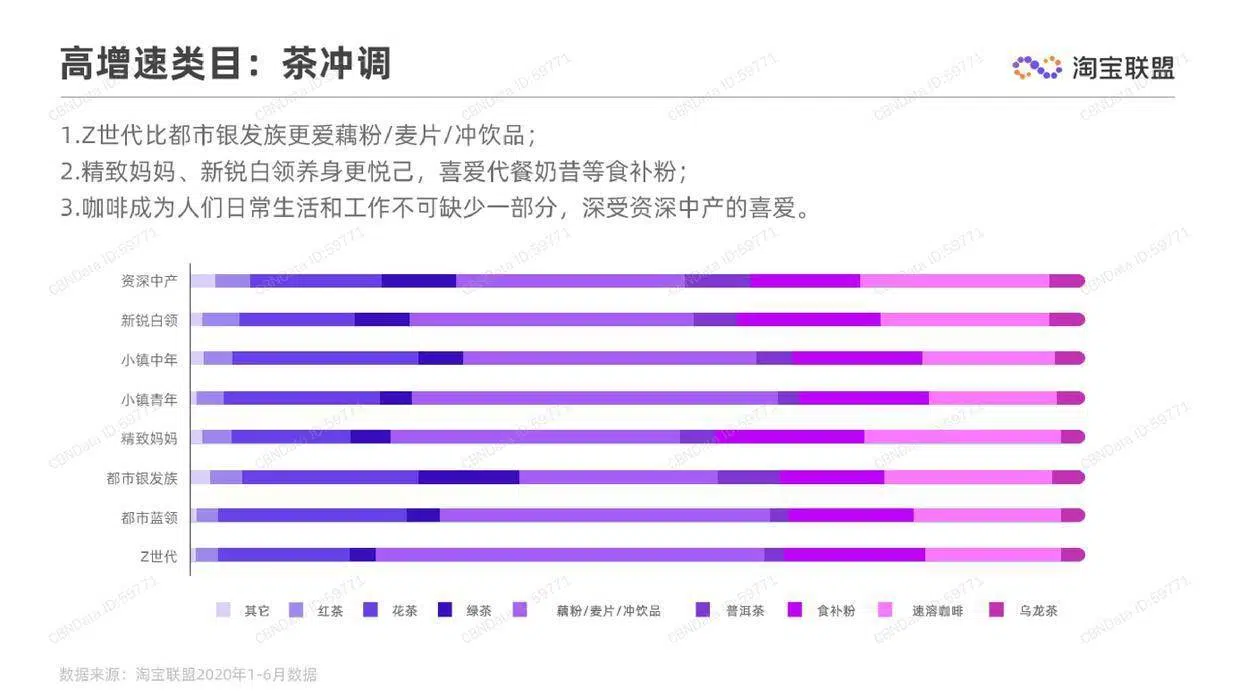 高增速类目：茶冲调
淘宝联盟
1.Z世代比都市银发族更爱藕粉/麦片/冲饮品；
2.精致妈妈、新锐白领养身更悦己，喜爱代餐奶昔等食补粉；
3.咖啡成为人们日常生活和工作不可缺少一部分，深受资深中产的喜爱。
资深中产
新锐白领
小镇中年
小镇青年
精致妈妈
都市银发族
都市蓝领
Z世代
其它 红茶 花茶 绿茶 藕粉/麦片/冲饮品 普洱茶 食补粉 速溶咖啡 乌龙茶
数据来源：淘宝联盟2020年1-6月数据
CBNData ID:59771